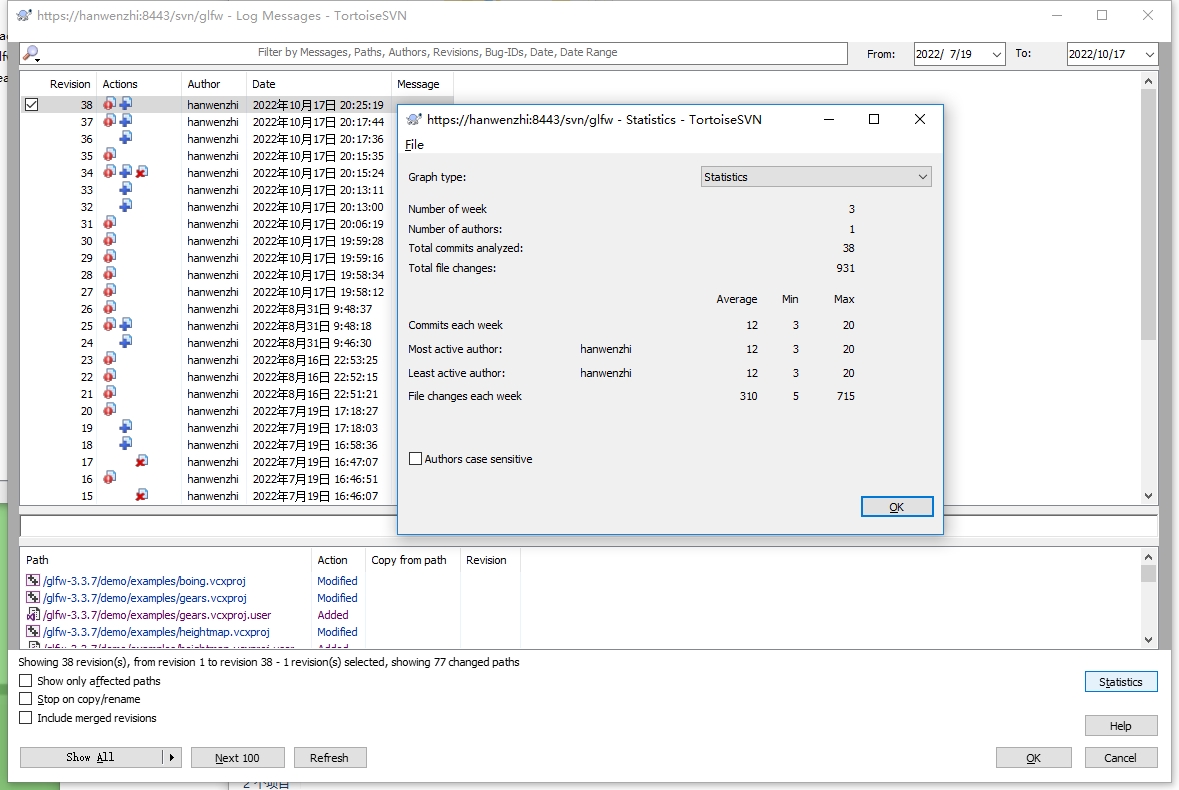 https://hanwenzhi:8443/svn/glfw - Log Messages - TortoiseSVN
Filter by Messages, Paths, Authors, Revisions, Bug-IDs, Date, Date Range
From: 2022/ 7/19 To: 2022/10/17
Revision Actions Author Date Message
38 hanwenzhi 2022年10月17日 20:25:19
37 hanwenzhi 2022年10月17日 20:17:44
36 hanwenzhi 2022年10月17日 20:17:36
35 hanwenzhi 2022年10月17日 20:15:35
34 hanwenzhi 2022年10月17日 20:15:24
33 hanwenzhi 2022年10月17日 20:13:11
32 hanwenzhi 2022年10月17日 20:13:00
31 hanwenzhi 2022年10月17日 20:06:19
30 hanwenzhi 2022年10月17日 19:59:28
29 hanwenzhi 2022年10月17日 19:59:16
28 hanwenzhi 2022年10月17日 19:58:34
27 hanwenzhi 2022年10月17日 19:58:12
26 hanwenzhi 2022年8月31日 9:48:37
25 hanwenzhi 2022年8月31日 9:48:18
24 hanwenzhi 2022年8月31日 9:46:30
23 hanwenzhi 2022年8月16日 22:53:25
22 hanwenzhi 2022年8月16日 22:52:15
21 hanwenzhi 2022年8月16日 22:51:21
20 hanwenzhi 2022年7月19日 17:18:27
19 hanwenzhi 2022年7月19日 17:18:03
18 hanwenzhi 2022年7月19日 16:58:36
17 hanwenzhi 2022年7月19日 16:47:07
16 hanwenzhi 2022年7月19日 16:46:51
15 hanwenzhi 2022年7月19日 16:46:07
https://hanwenzhi:8443/svn/glfw - Statistics - TortoiseSVN
File
Graph type: Statistics
Number of week 3
Number of authors: 1
Total commits analyzed: 38
Total file changes: 931
Average Min Max
Commits each week 12 3 20
Most active author: hanwenzhi 12 3 20
Least active author: hanwenzhi 12 3 20
File changes each week 310 5 715
Authors case sensitive
OK
Path Action Copy from path Revision
/glfw-3.3.7/demo/examples/boing.vcxproj Modified
/glfw-3.3.7/demo/examples/gears.vcxproj Modified
/glfw-3.3.7/demo/examples/gears.vcxproj.user Added
/glfw-3.3.7/demo/examples/heightmap.vcxproj Modified
/glfw-3.3.7/demo/examples/heightmap.vcxproj.user Added
Showing 38 revision(s), from revision 1 to revision 38 - 1 revision(s) selected, showing 77 changed paths
Show only affected paths
Stop on copy/rename
Include merged revisions
Statistics
Help
Show All Next 100 Refresh OK Cancel
2 个项目